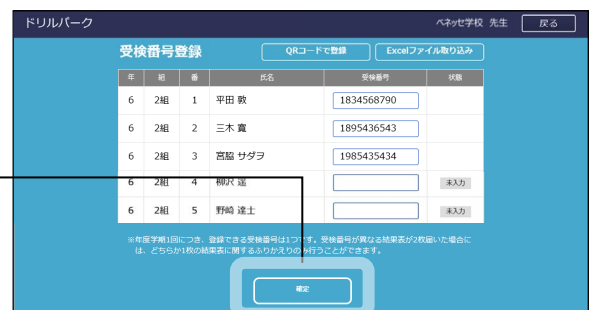 ドリルパーク ベネッセ学校 先生 戻る
受検番号登録 QRコードで登録 Excelファイル取り込み
年 組 番 氏名 受検番号 状態
6 2組 1 平田 敦 1834568790
6 2組 2 三木 寛 1895436543
6 2組 3 宮脇 サダヲ 1985435434
6 2組 4 柳沢 遥 未入力
6 2組 5 野崎 達士 未入力
※年度学期1回につき、登録できる受検番号は1つです。受検番号が異なる結果表が2枚届いた場合に
は、どちらか1枚の結果表に関するふりかえりのみ行うことができます。
確定